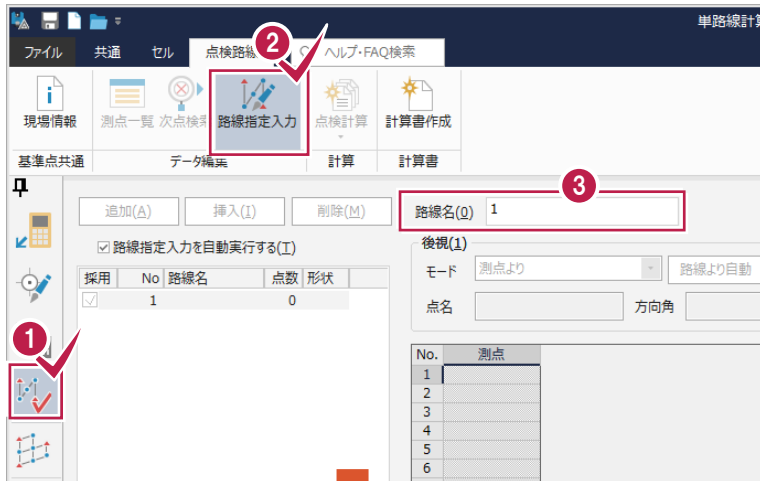 単路線計算
ファイル 共通 セル 点検路線 ヘルプ・FAQ検索
2
現場情報 測点一覧 次点検索 路線指定入力 点検計算 計算書作成
基準点共通 データ編集 計算 計算書
3
追加(A) 挿入(I) 削除(M) 路線名(0) 1
路線指定入力を自動実行する(T) 後視(1)
モード 測点より 路線より自動
採用 No 路線名 点数 形状
1 0
点名 方向角
1
No. 測点
1
2
3
4
5
6